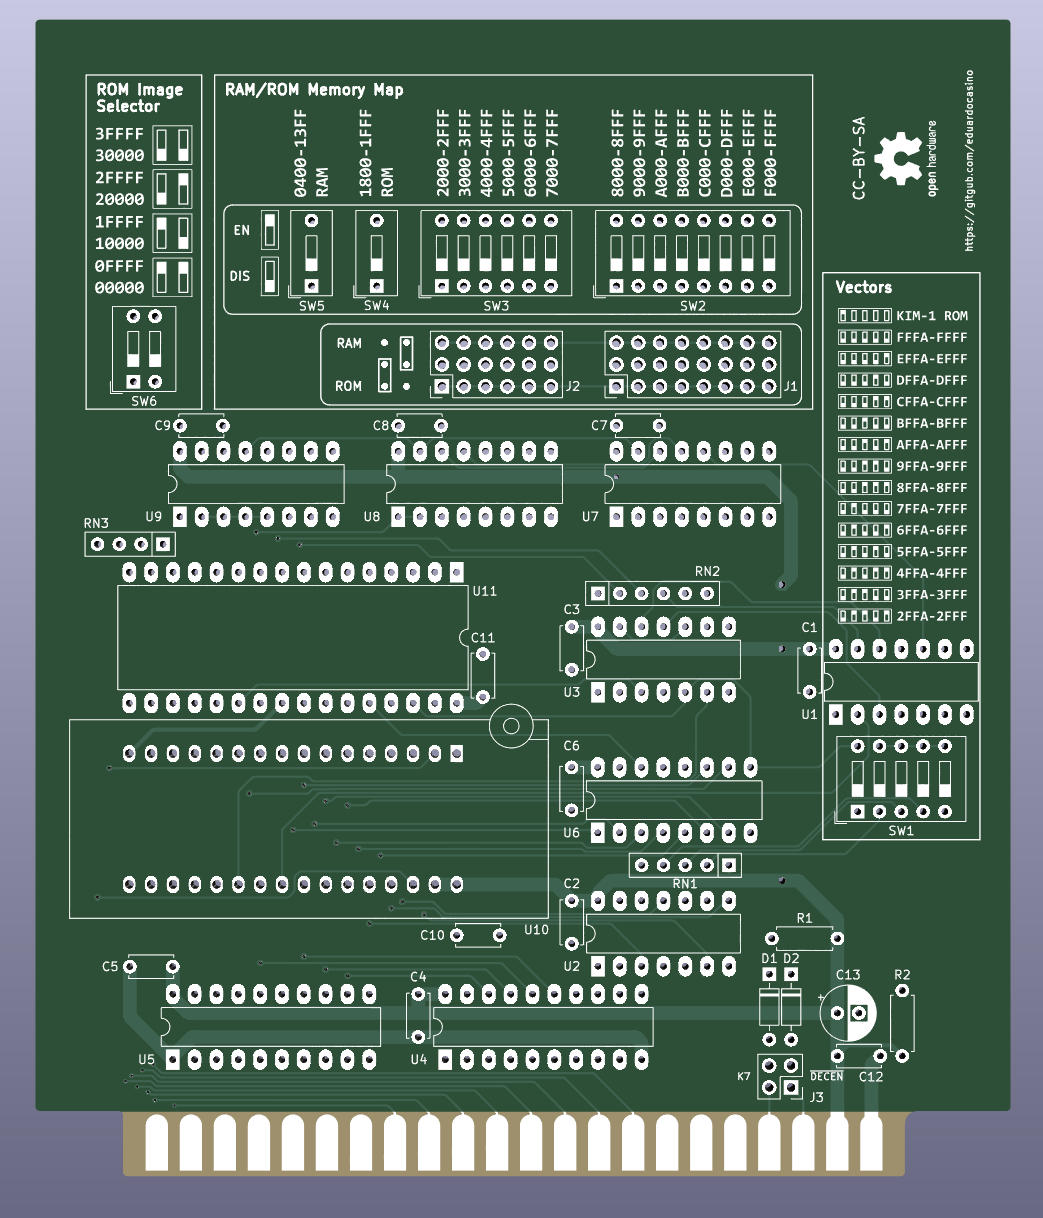 ROM Image
Selector
3FFFF
30000
2FFFF
20000
1FFFF
10000
0FFFF
00000
SW6
RAM/ROM Memory Map
0400-13FF
RAM
1800-1FFF
ROM
2000-2FFF
3000-3FFF
4000-4FFF
5000-5FFF
6000-6FFF
7000-7FFF
8000-8FFF
9000-9FFF
A000-AFFF
B000-BFFF
C000-CFFF
D000-DFFF
E000-EFFF
F000-FFFF
EN
DIS
SW5
SW4
SW3
SW2
RAM
ROM
J2
J1
CC-BY-SA
open hardware
https://gitgub.com/eduardocasino
Vectors
KIM-1 ROM
FFFA-FFFF
EFFA-EFFF
DFFA-DFFF
CFFA-CFFF
BFFA-BFFF
AFFA-AFFF
9FFA-9FFF
8FFA-8FFF
7FFA-7FFF
6FFA-6FFF
5FFA-5FFF
4FFA-4FFF
3FFA-3FFF
2FFA-2FFF
C9
C8
C7
U9
U8
U7
RN3
RN2
U11
C3
C11
C1
U3
U1
C6
U6
SW1
RN1
C2
C10
U10
U2
R1
C5
C4
D1
D2
C13
R2
+
U5
U4
K7
DECEN
C12
J3